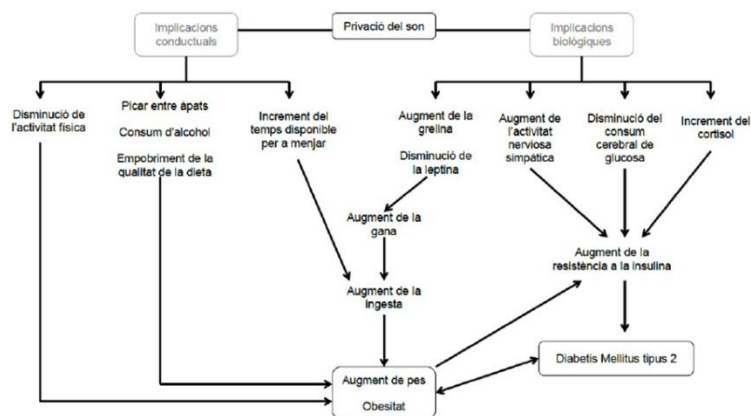 Implicacions
conductuals
Privació del son
Implicacions
biològiques
Disminució de
l'activitat física
Picar entre àpats
Consum d'alcohol
Empobriment de la
qualitat de la dieta
Increment del
temps disponible
per a menjar
Augment de la
grelina
Disminució de
la leptina
Augment de
l'activitat
nerviosa
simpàtica
Disminució del
consum
cerebral de
glucosa
Increment del
cortisol
Augment de la
gana
Augment de la
resistència a la insulina
Augment de la
ingesta
Augment de pes
Obesitat
Diabetis Mellitus tipus 2